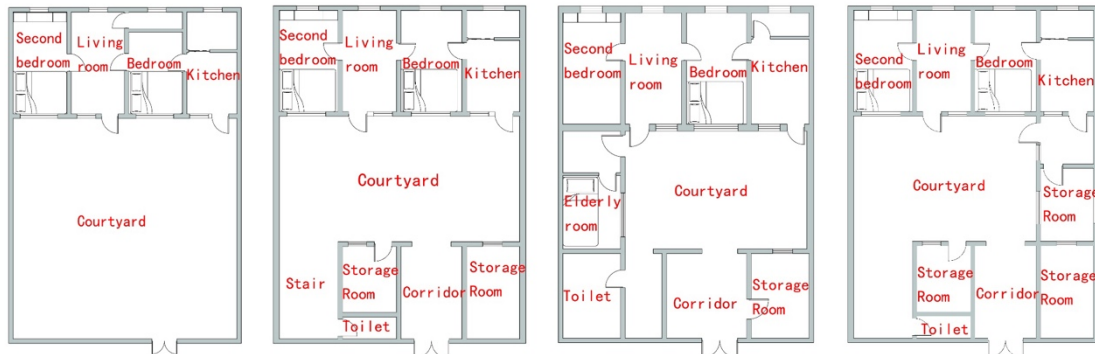 Second
bedroom
Living
room
Bedroom
Kitchen
Courtyard
Second
bedroom
Living
room
Bedroom
Kitchen
Courtyard
Stair
Storage
Room
Toilet
Corridor
Storage
Room
Second
bedroom
Living
room
Bedroom
Kitchen
Elderly
room
Courtyard
Toilet
Corridor
Storage
Room
Second
bedroom
Living
room
Bedroom
Kitchen
Courtyard
Storage
Room
Storage
Room
Toilet
Corridor
Storage
Room